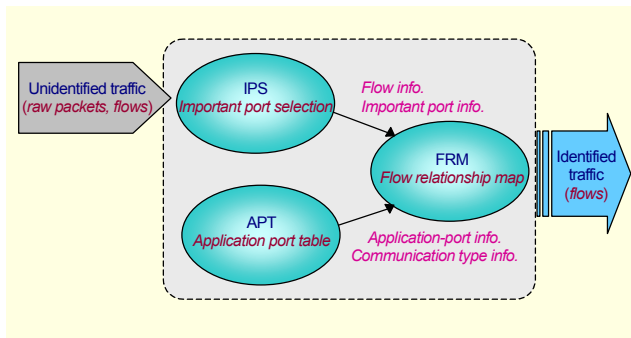 Unidentified traffic
(raw packets, flows)
IPS
Important port selection
Flow info.
Important port info.
FRM
Flow relationship map
APT
Application port table
Application-port info.
Communication type info.
Identified
traffic
(flows)